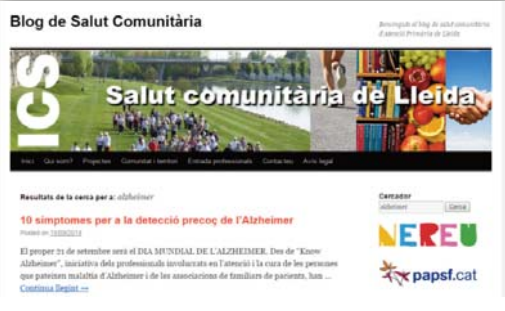 Blog de Salut Comunitària
Benvinguts al blog de salut comunitària
d'Atenció Primària de Lleida
ICS
Salut comunitària de Lleida
Inici Qui som? Projectes Comunitat i territori Entrada professionals Contacteu Avís legal
Resultats de la cerca per a: alzheimer
10 símptomes per a la detecció precoç de l'Alzheimer
Posted on
El proper 21 de setembre serà el DIA MUNDIAL DE L'ALZHEIMER. Des de "Know
Alzheimer", iniciativa dels professionals involucrats en l'atenció i la cura de les persones
que pateixen malaltia d'Alzheimer i de les associacions de familiars de pacients, han ...
Continua llegint →
Cercador
alzheimer Cerca
NEREU
papsf.cat